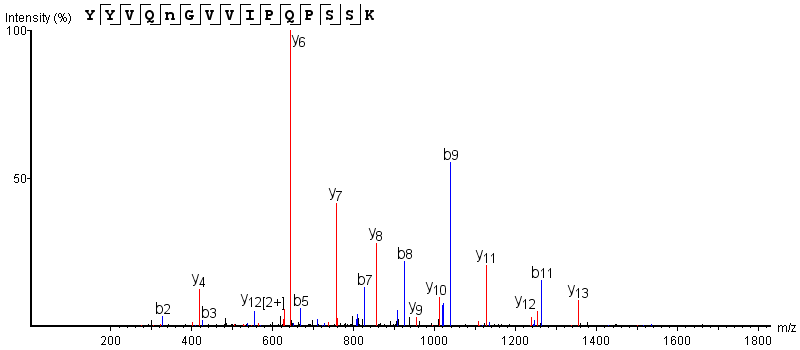 Intensity (%)
Y Y V Q n G V V I P Q P S S K
100
50
y6
b9
y7
y8
b8
y11
b7
b11
y4
y10
y13
b2
b3
y12[2+]
b5
y9
y12
200 400 600 800 1000 1200 1400 1600 1800 m/z